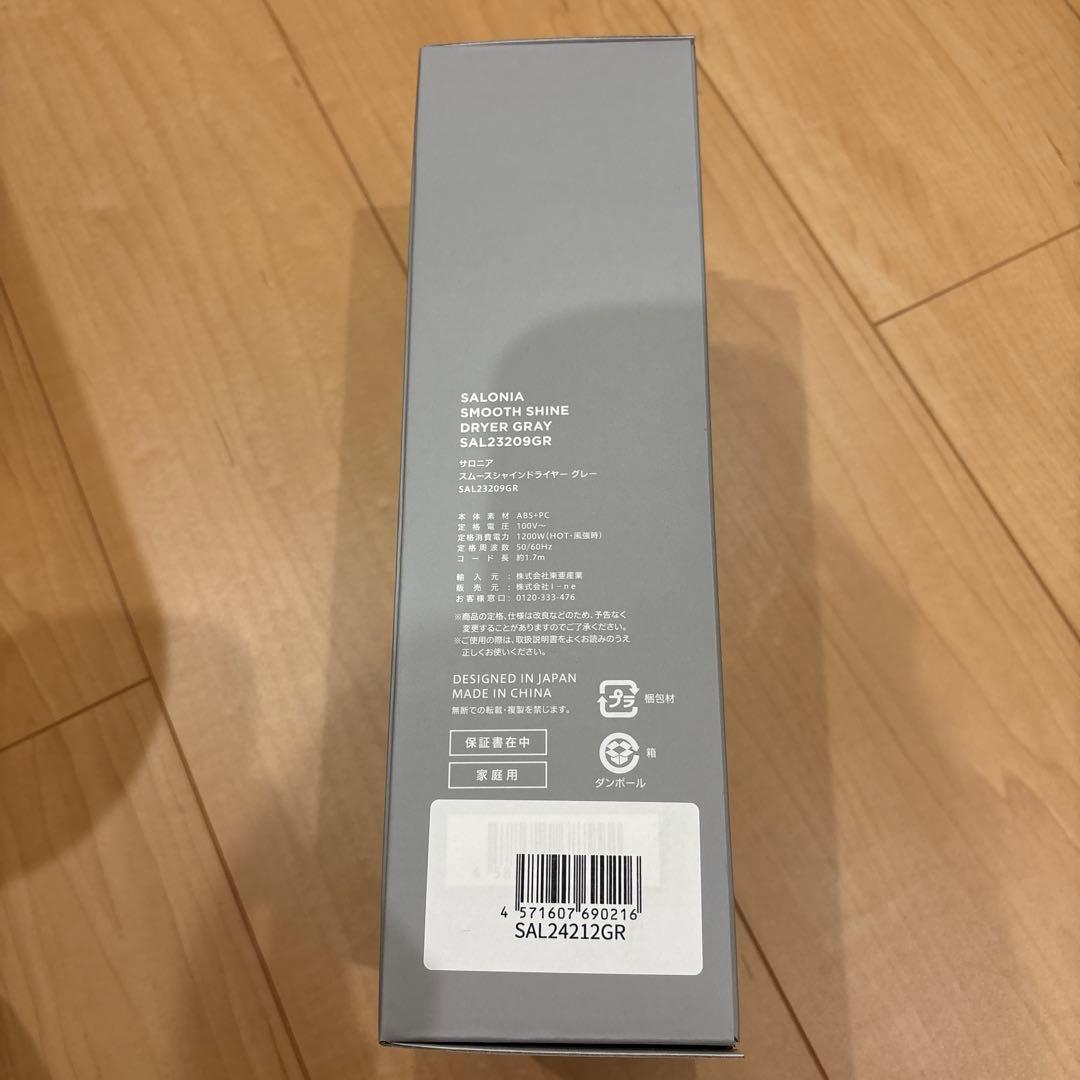 SALONIA
SMOOTH SHINE
DRYER GRAY
SAL23209GR
サロニア
スムースシャインドライヤー グレー
SAL23209GR
本体素材 ABS+PC
定格電圧 100V～
定格消費電力 1200W(HOT・風強時)
定格周波数 50/60Hz
コード長 約1.7m
輸入元：株式会社東亜産業
販売元：株式会社I-ne
お客様窓口：0120-333-476
※商品の定格、仕様は改良などのため、予告なく
変更することがありますのでご了承ください。
※ご使用の際は、取扱説明書をよくお読みのうえ
正しくお使いください。
DESIGNED IN JAPAN
MADE IN CHINA
無断での転載・複製を禁じます。
プラ 梱包材
保証書在中
箱
家庭用
ダンボール
4 571607 690216
SAL24212GR